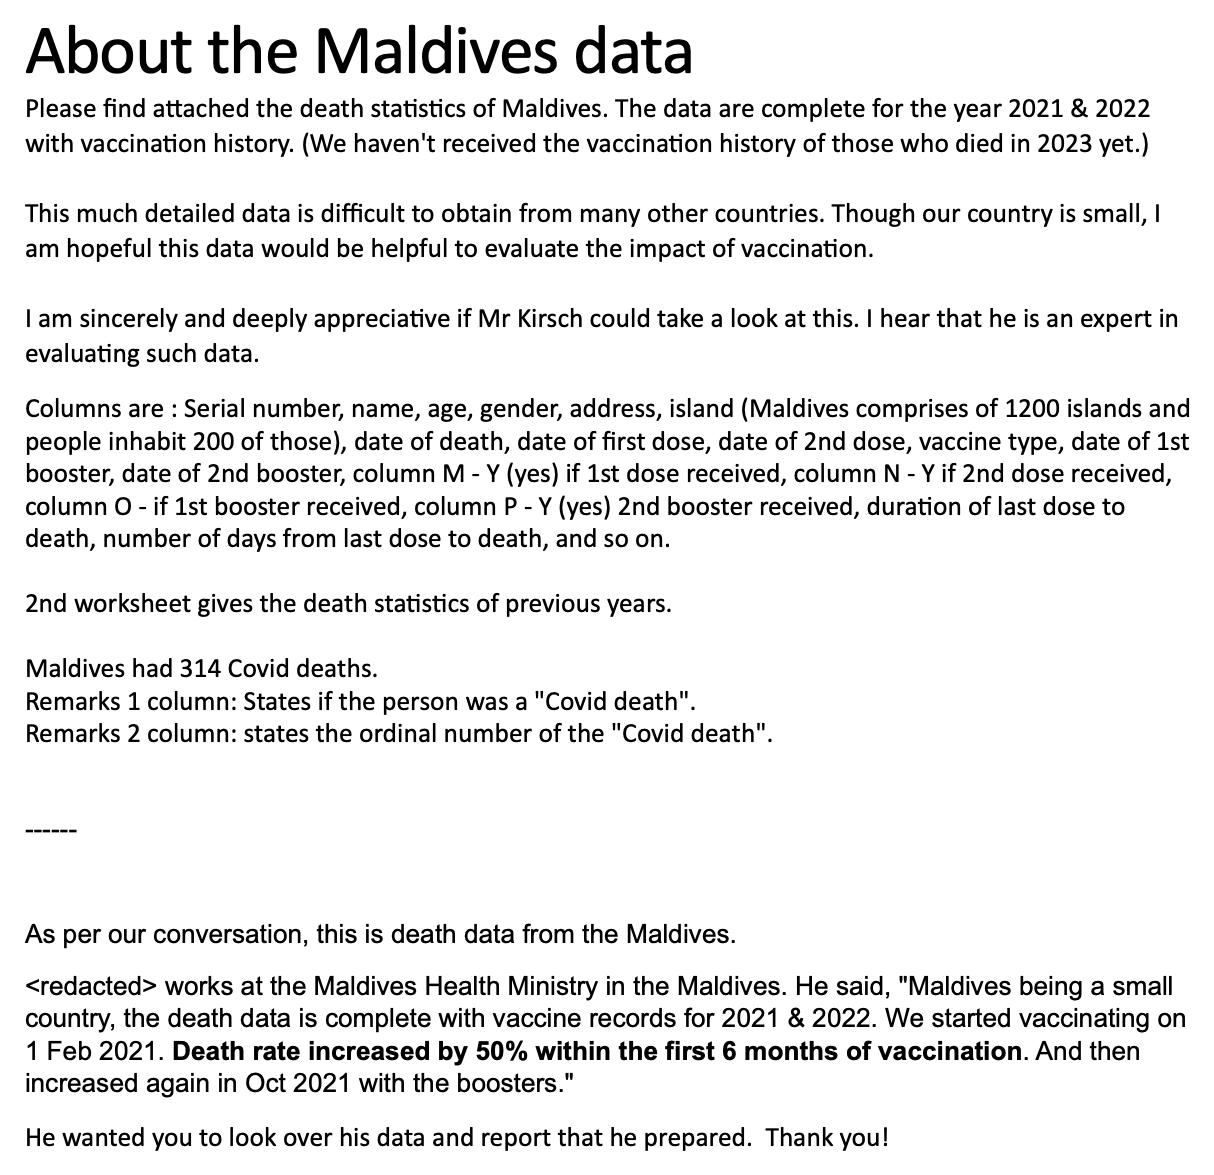 About the Maldives data
Please find attached the death statistics of Maldives. The data are complete for the year 2021 & 2022
with vaccination history. (We haven't received the vaccination history of those who died in 2023 yet.)
This much detailed data is difficult to obtain from many other countries. Though our country is small, I
am hopeful this data would be helpful to evaluate the impact of vaccination.
I am sincerely and deeply appreciative if Mr Kirsch could take a look at this. I hear that he is an expert in
evaluating such data.
Columns are : Serial number, name, age, gender, address, island (Maldives comprises of 1200 islands and
people inhabit 200 of those), date of death, date of first dose, date of 2nd dose, vaccine type, date of 1st
booster, date of 2nd booster, column M - Y (yes) if 1st dose received, column N - Y if 2nd dose received,
column O - if 1st booster received, column P - Y (yes) 2nd booster received, duration of last dose to
death, number of days from last dose to death, and so on.
2nd worksheet gives the death statistics of previous years.
Maldives had 314 Covid deaths.
Remarks 1 column: States if the person was a "Covid death".
Remarks 2 column: states the ordinal number of the "Covid death".
------
As per our conversation, this is death data from the Maldives.
<redacted> works at the Maldives Health Ministry in the Maldives. He said, "Maldives being a small
country, the death data is complete with vaccine records for 2021 & 2022. We started vaccinating on
1 Feb 2021. Death rate increased by 50% within the first 6 months of vaccination. And then
increased again in Oct 2021 with the boosters."
He wanted you to look over his data and report that he prepared.  Thank you!